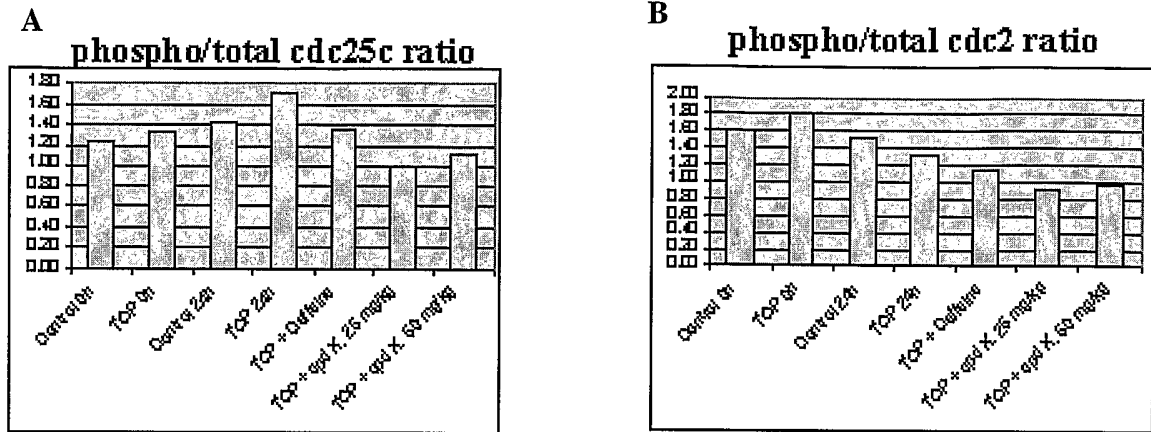 A
phospho/total cdc25c ratio
1.80
1.60
1.40
1.20
1.00
0.80
0.60
0.40
0.20
0.00
Control 0h
TOP 0h
Control 24h
TOP 24h
TOP + Caffeine
TOP + cpd X, 25 mg/kg
TOP + cpd X, 50 mg/kg
B
phospho/total cdc2 ratio
2.00
1.80
1.60
1.40
1.20
1.00
0.80
0.60
0.40
0.20
0.00
Control 0h
TOP 0h
Control 24h
TOP 24h
TOP + Caffeine
TOP + cpd X, 25 mg/kg
TOP + cpd X, 50 mg/kg